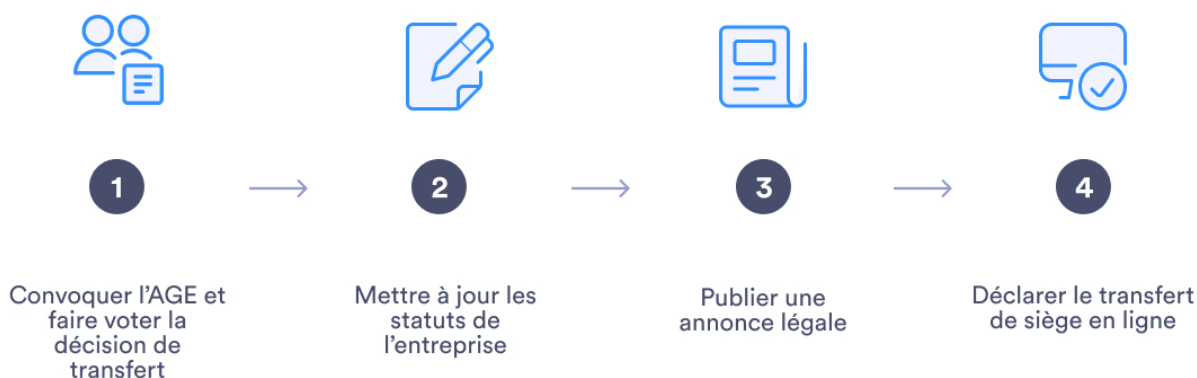 1
2
3
4
Convoquer l'AGE et
faire voter la
décision de
transfert
Mettre à jour les
statuts de
l'entreprise
Publier une
annonce légale
Déclarer le transfert
de siège en ligne